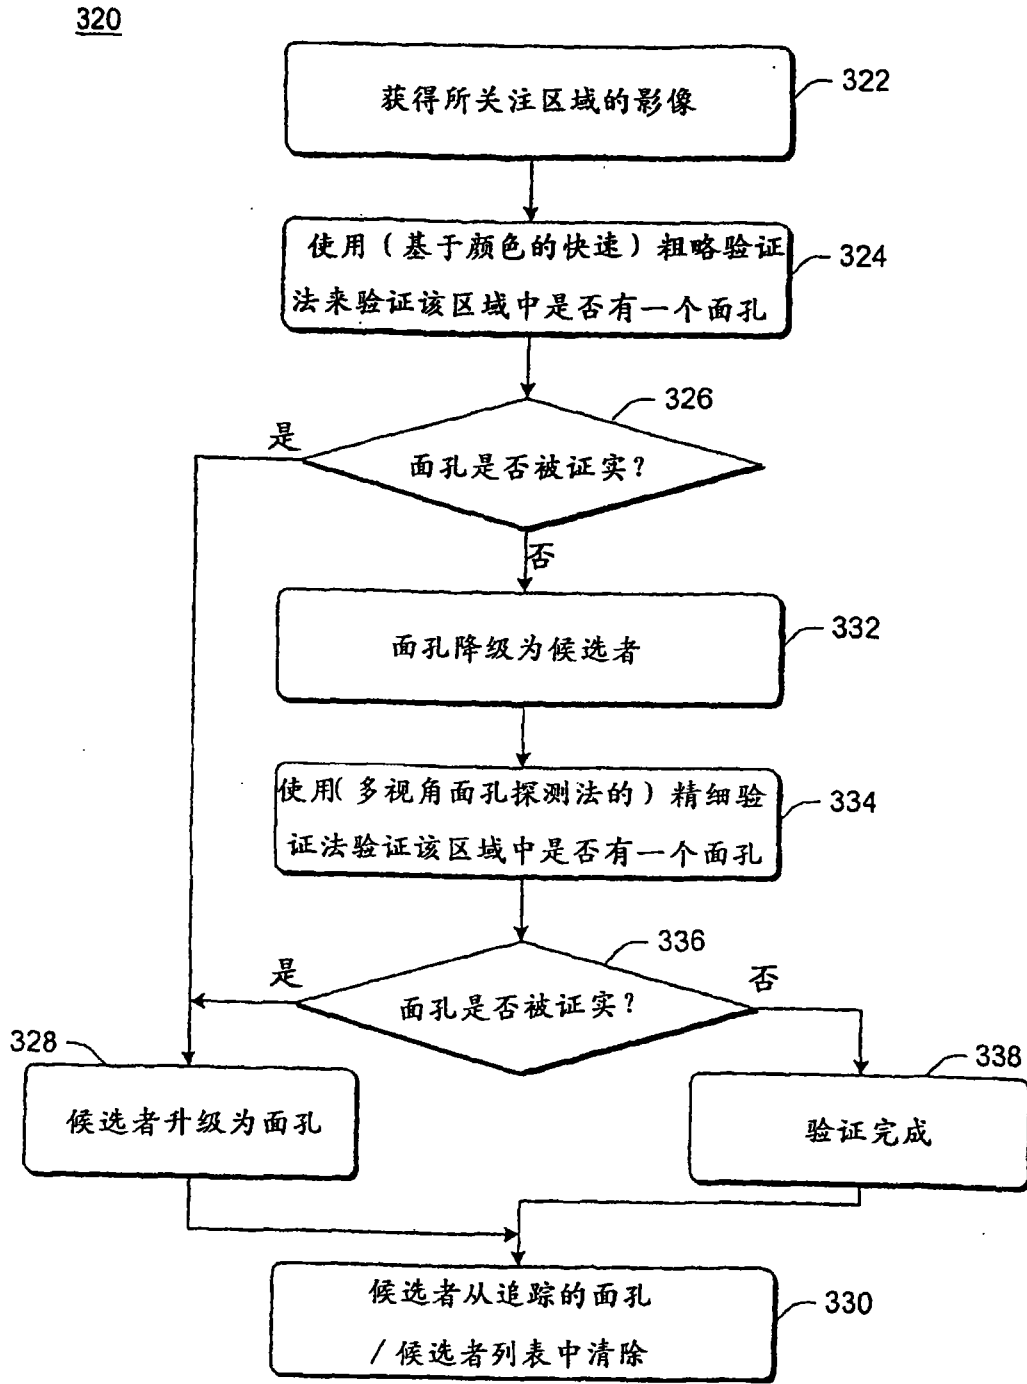 320
获得所关注区域的影像
322
使用（基于颜色的快速）粗略验证
法来验证该区域中是否有一个面孔
324
326
面孔是否被证实？
是
否
面孔降级为候选者
332
使用（多视角面孔探测法的）精细验
证法验证该区域中是否有一个面孔
334
336
面孔是否被证实？
是
否
328
候选者升级为面孔
338
验证完成
候选者从追踪的面孔
/候选者列表中清除
330